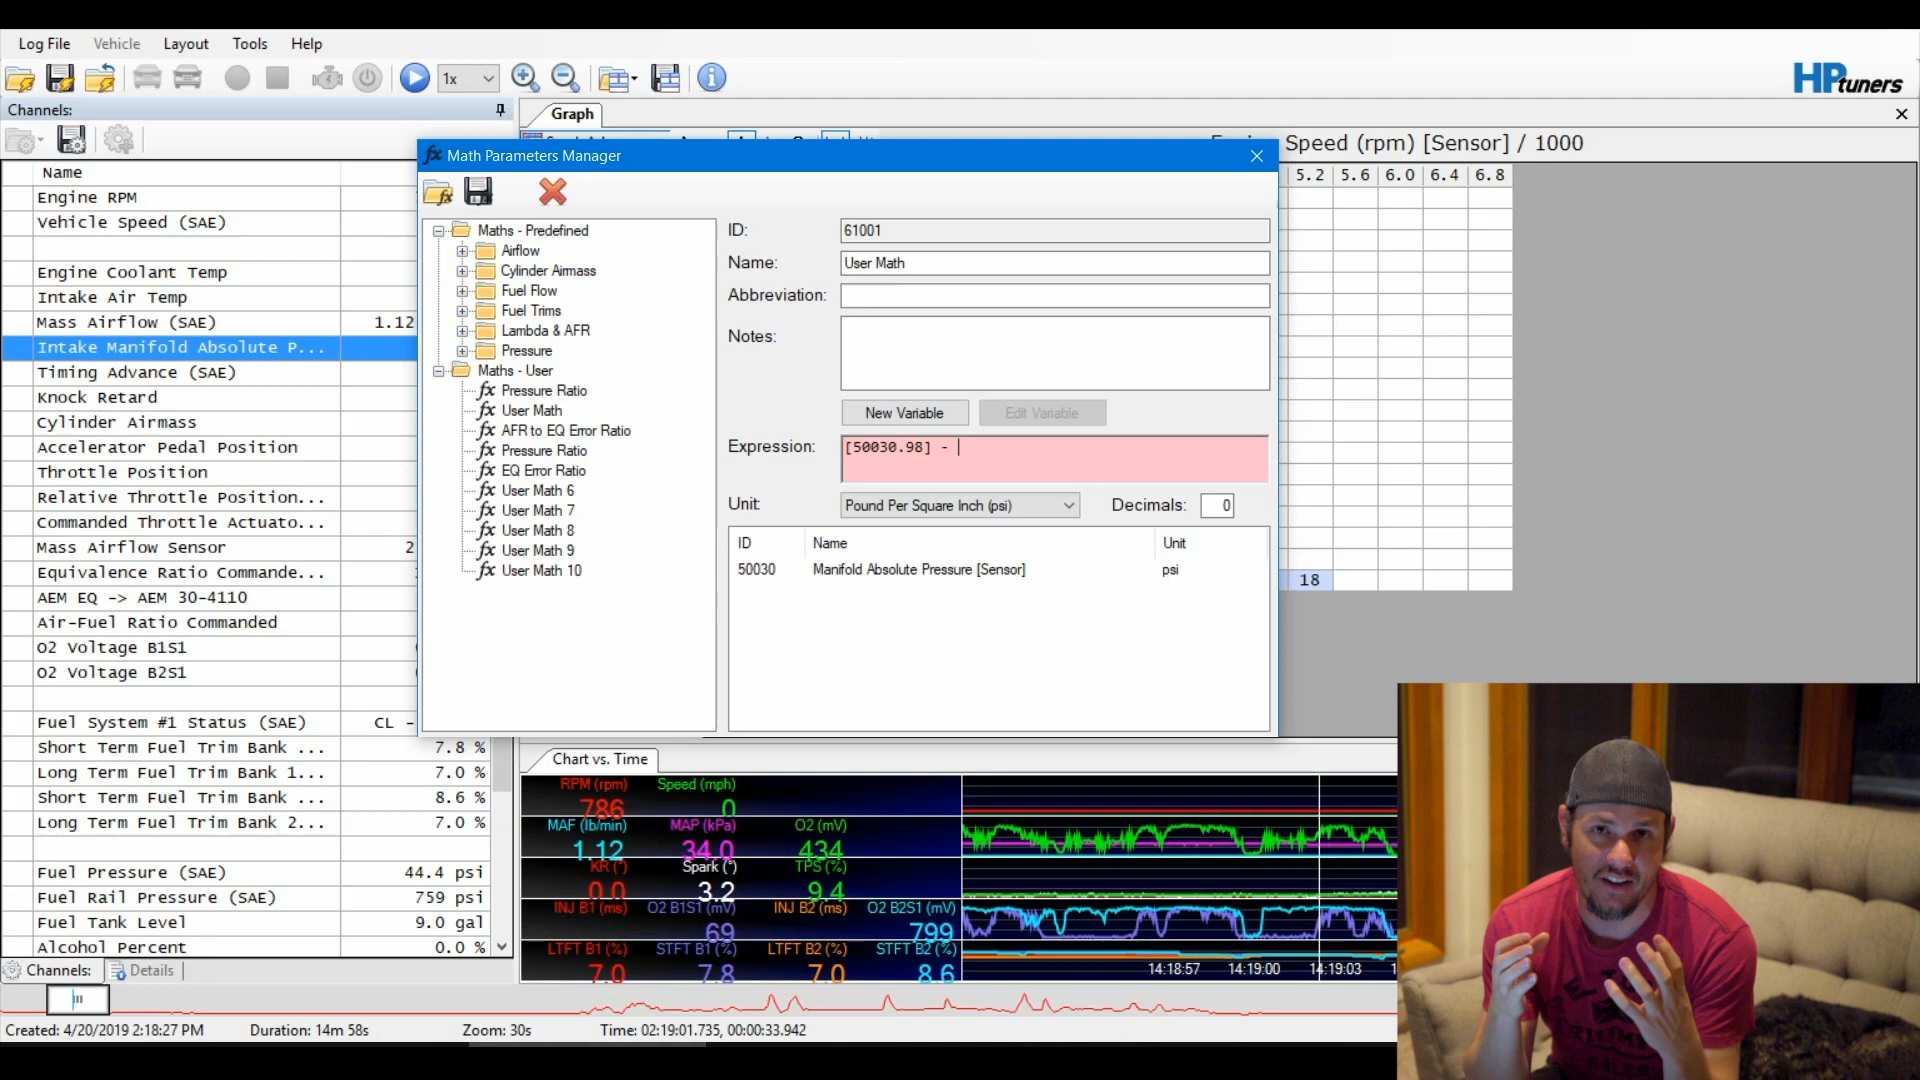 Log File Vehicle Layout Tools Help
1x
HPtuners
Channels:
Graph
Speed (rpm) [Sensor] / 1000
5.2 5.6 6.0 6.4 6.8
18
Name
Engine RPM
Vehicle Speed (SAE)
Engine Coolant Temp
Intake Air Temp
Mass Airflow (SAE) 1.12
Intake Manifold Absolute P...
Timing Advance (SAE)
Knock Retard
Cylinder Airmass
Accelerator Pedal Position
Throttle Position
Relative Throttle Position...
Commanded Throttle Actuato...
Mass Airflow Sensor 2
Equivalence Ratio Commande...
AEM EQ -> AEM 30-4110
Air-Fuel Ratio Commanded
O2 Voltage B1S1
O2 Voltage B2S1
Fuel System #1 Status (SAE) CL -
Short Term Fuel Trim Bank ... 7.8 %
Long Term Fuel Trim Bank 1... 7.0 %
Short Term Fuel Trim Bank ... 8.6 %
Long Term Fuel Trim Bank 2... 7.0 %
Fuel Pressure (SAE) 44.4 psi
Fuel Rail Pressure (SAE) 759 psi
Fuel Tank Level 9.0 gal
Alcohol Percent 0.0 %
Channels: Details
Math Parameters Manager
Maths - Predefined
Airflow
Cylinder Airmass
Fuel Flow
Fuel Trims
Lambda & AFR
Pressure
Maths - User
fx Pressure Ratio
fx User Math
fx AFR to EQ Error Ratio
fx Pressure Ratio
fx EQ Error Ratio
fx User Math 6
fx User Math 7
fx User Math 8
fx User Math 9
fx User Math 10
ID: 61001
Name: User Math
Abbreviation:
Notes:
New Variable Edit Variable
Expression: [50030.98] -
Unit: Pound Per Square Inch (psi) Decimals: 0
ID Name Unit
50030 Manifold Absolute Pressure [Sensor] psi
Chart vs. Time
RPM (rpm) Speed (mph)
786 0
MAF (lb/min) MAP (kPa) O2 (mV)
1.12 34.0 434
KR (°) Spark (°) TPS (%)
0.0 3.2 9.4
INJ B1 (ms) O2 B1S1 (mV) INJ B2 (ms) O2 B2S1 (mV)
69 799
LTFT B1 (%) STFT B1 (%) LTFT B2 (%) STFT B2 (%)
7.0 7.8 7.0 8.6
14:18:57 14:19:00 14:19:03
Created: 4/20/2019 2:18:27 PM Duration: 14m 58s Zoom: 30s Time: 02:19:01.735, 00:00:33.942